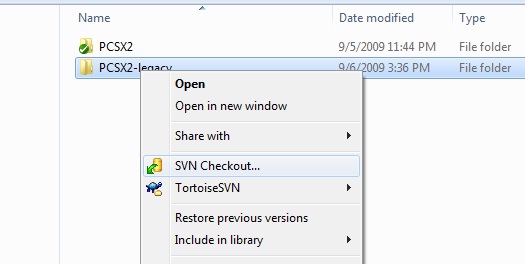 Name
Date modified
Type
PCSX2
9/5/2009 11:44 PM
File folder
PCSX2-legacy
9/6/2009 3:36 PM
File folder
Open
Open in new window
Share with
SVN Checkout...
TortoiseSVN
Restore previous versions
Include in library